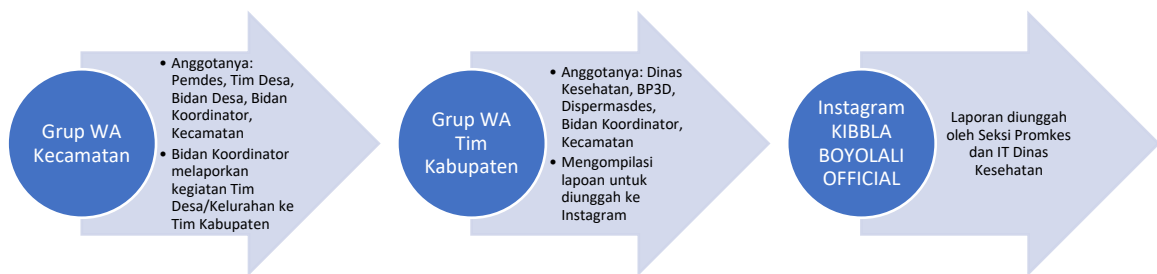 Grup WA
Kecamatan
• Anggotanya:
Pemdes, Tim Desa,
Bidan Desa, Bidan
Koordinator,
Kecamatan
• Bidan Koordinator
melaporkan
kegiatan Tim
Desa/Kelurahan ke
Tim Kabupaten
Grup WA
Tim
Kabupaten
• Anggotanya: Dinas
Kesehatan, BP3D,
Dispermasdes,
Bidan Koordinator,
Kecamatan
• Mengompilasi
lapoan untuk
diunggah ke
Instagram
Instagram
KIBBLA
BOYOLALI
OFFICIAL
Laporan diunggah
oleh Seksi Promkes
dan IT Dinas
Kesehatan